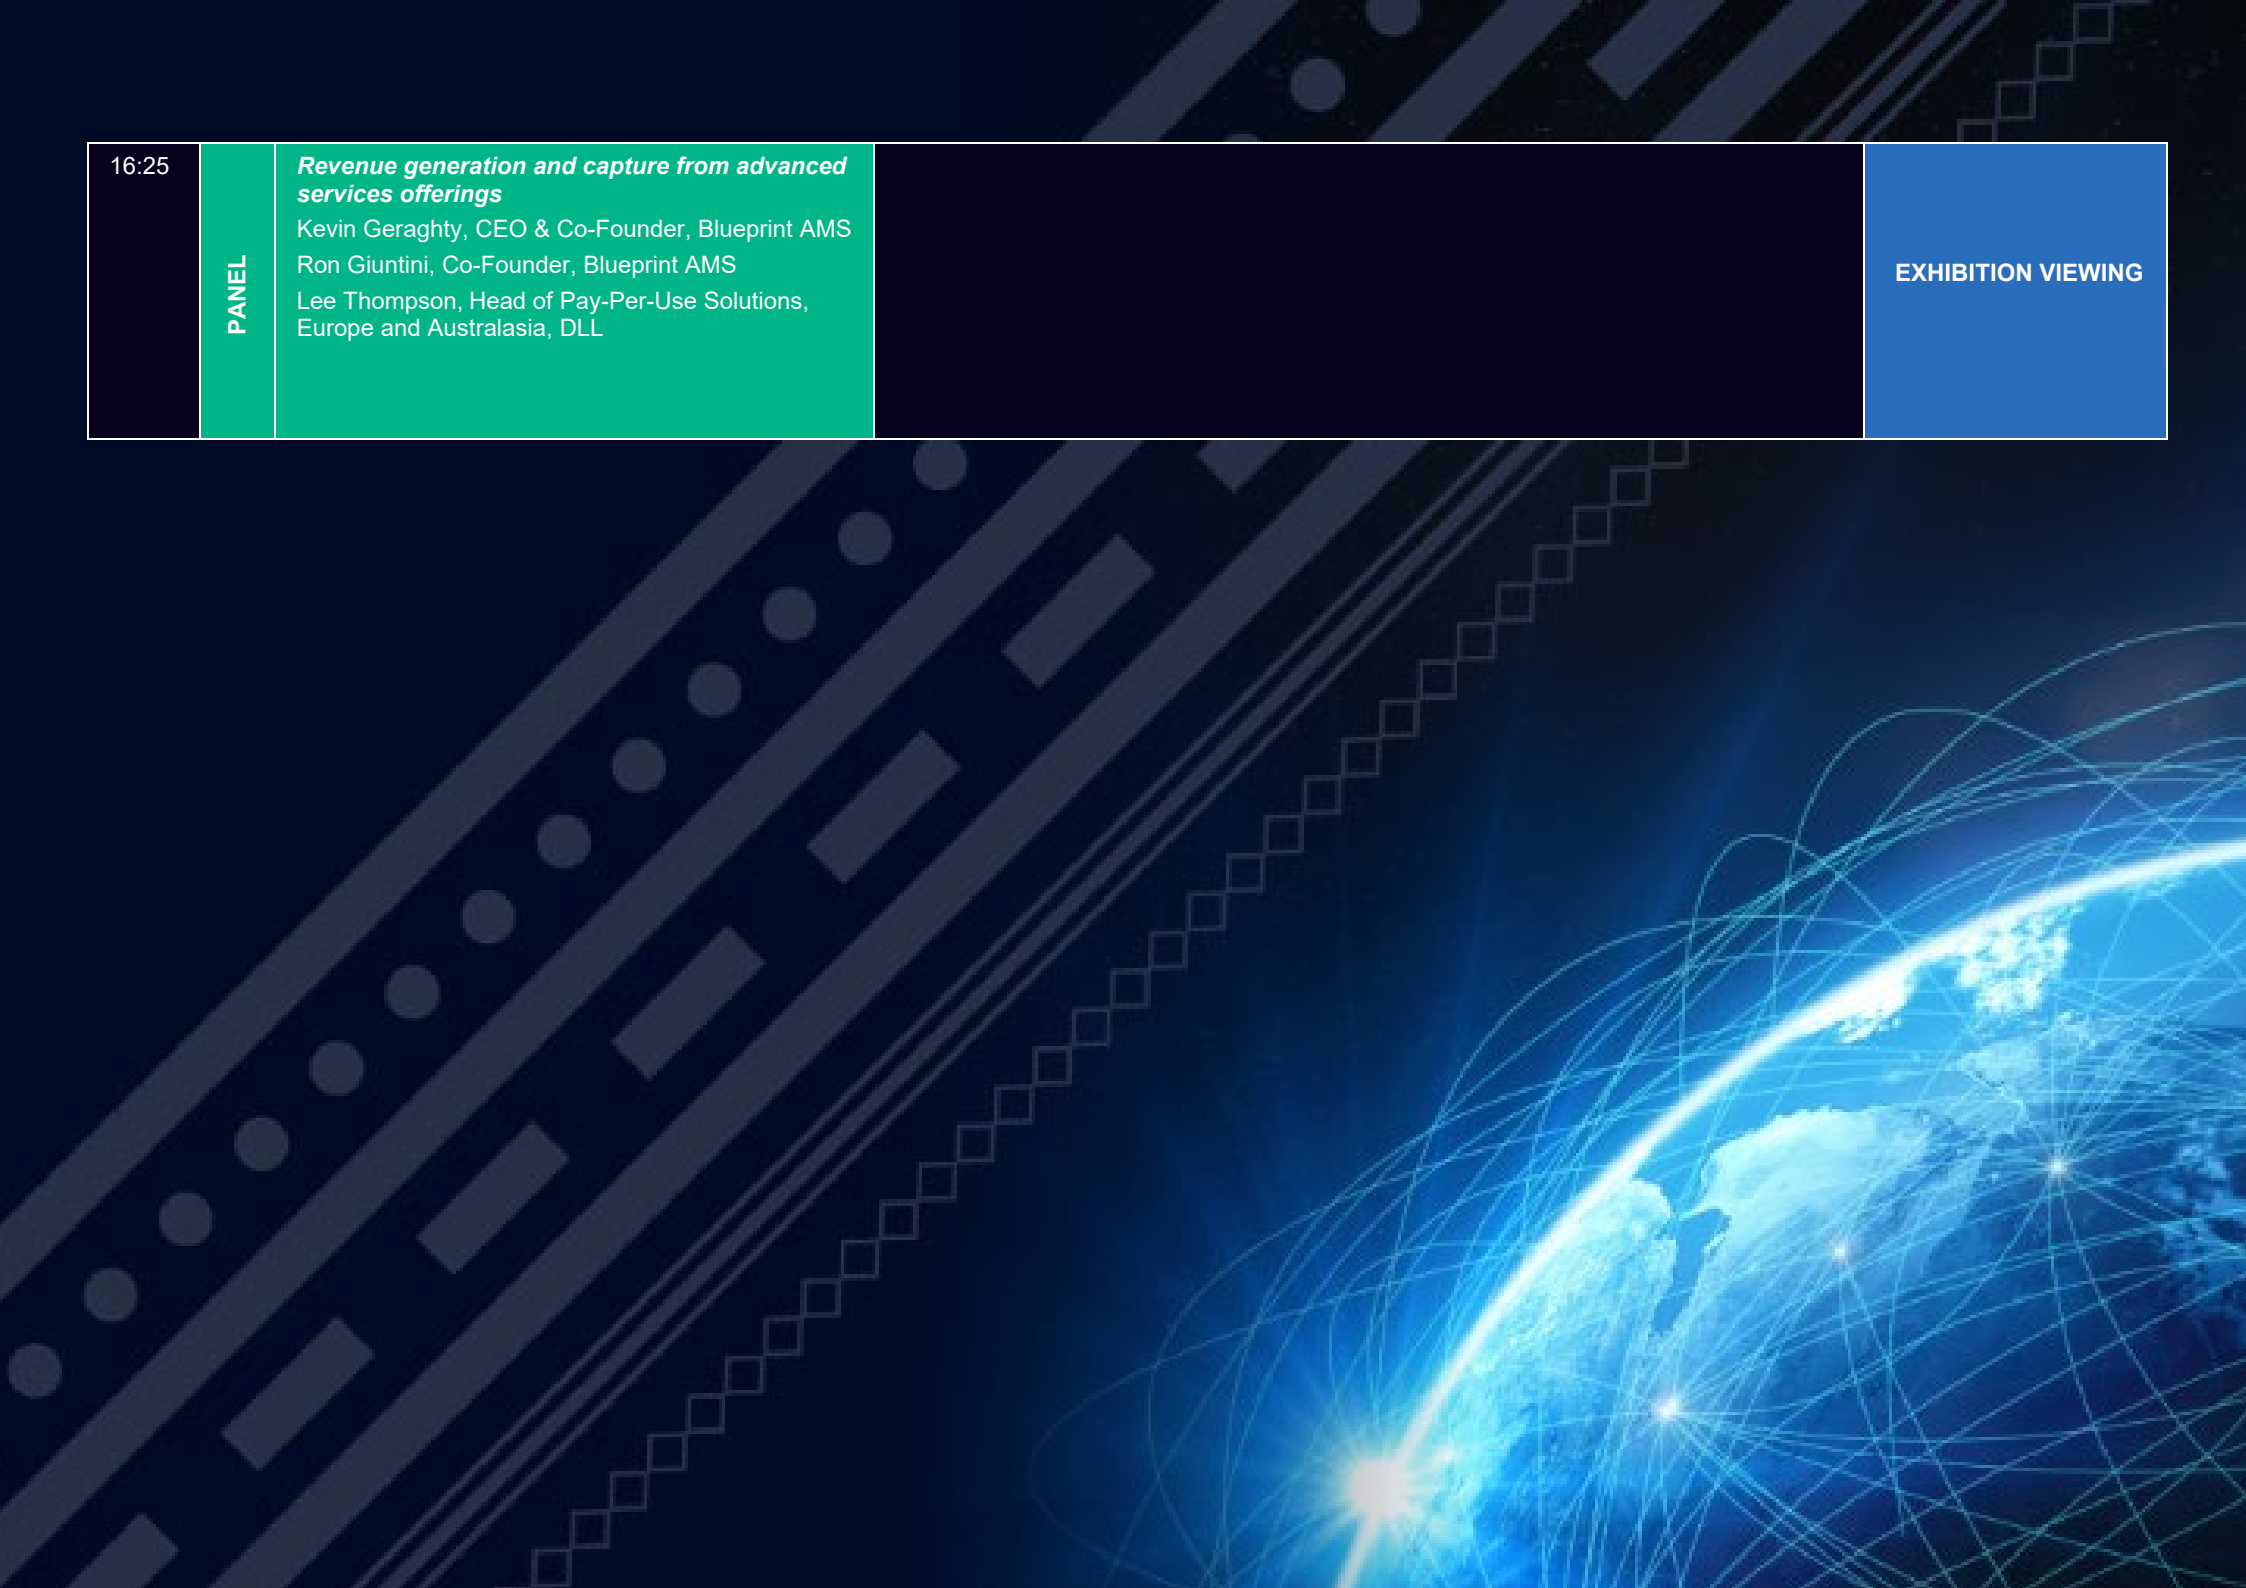 16:25
PANEL
Revenue generation and capture from advanced
services offerings
Kevin Geraghty, CEO & Co-Founder, Blueprint AMS
Ron Giuntini, Co-Founder, Blueprint AMS
Lee Thompson, Head of Pay-Per-Use Solutions,
Europe and Australasia, DLL
EXHIBITION VIEWING